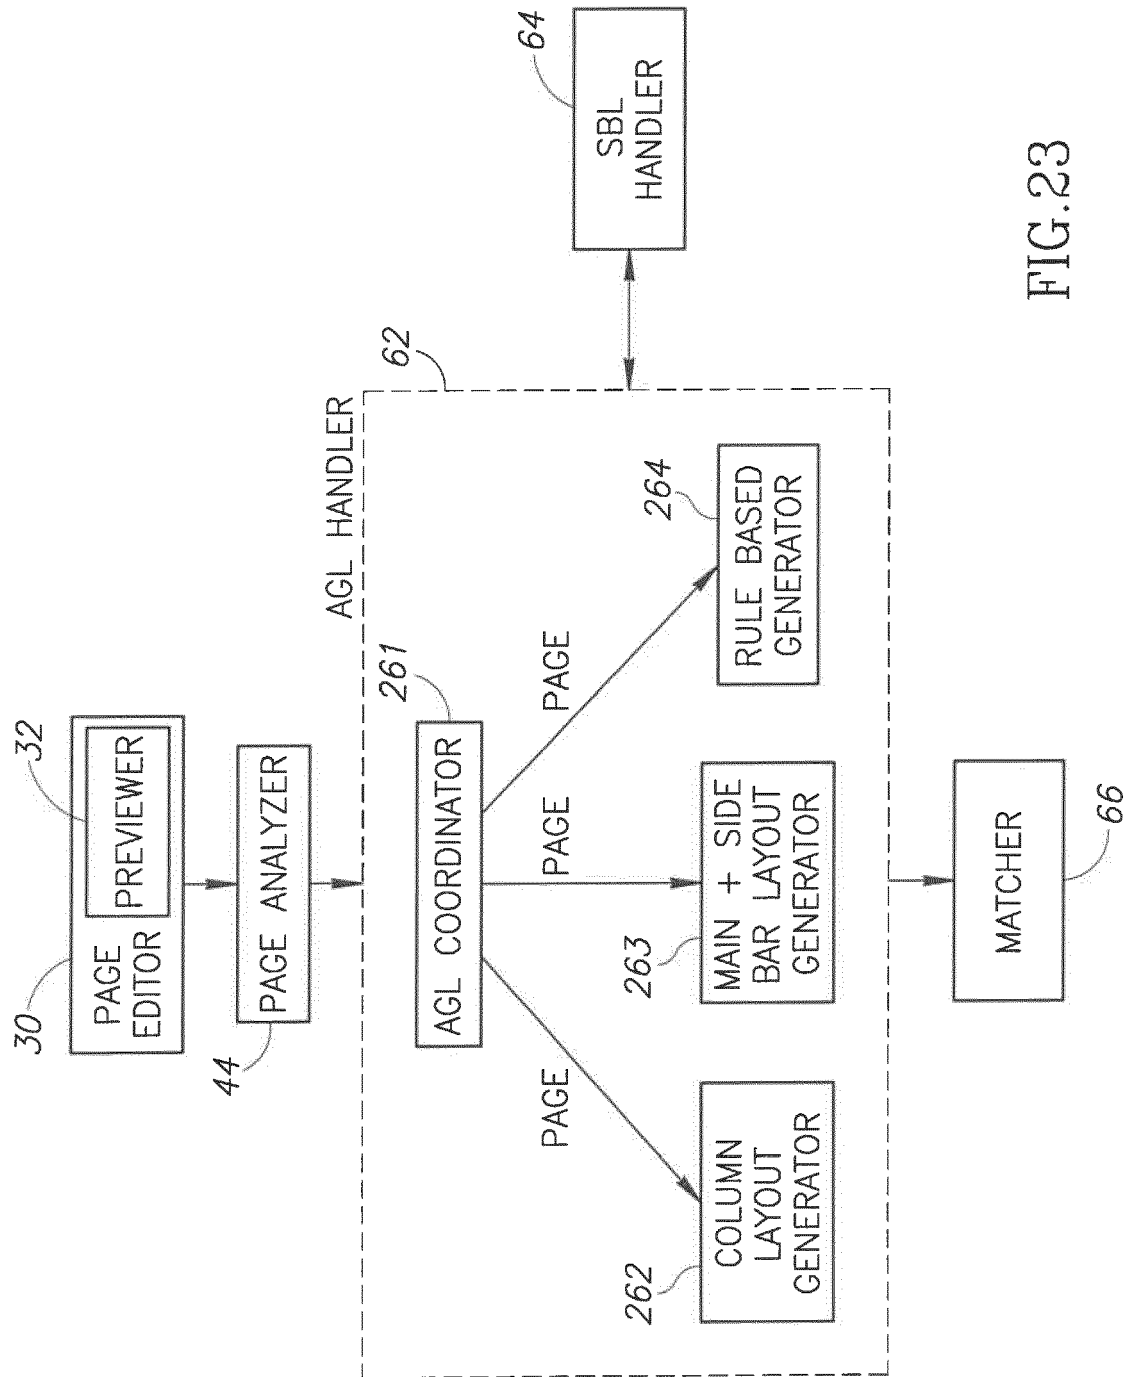 30
PAGE
EDITOR
PREVIEWER
32
44
PAGE ANALYZER
AGL HANDLER
62
AGL COORDINATOR
261
PAGE
PAGE
PAGE
262
COLUMN
LAYOUT
GENERATOR
263
MAIN + SIDE
BAR LAYOUT
GENERATOR
264
RULE BASED
GENERATOR
64
SBL
HANDLER
MATCHER
66
FIG.23